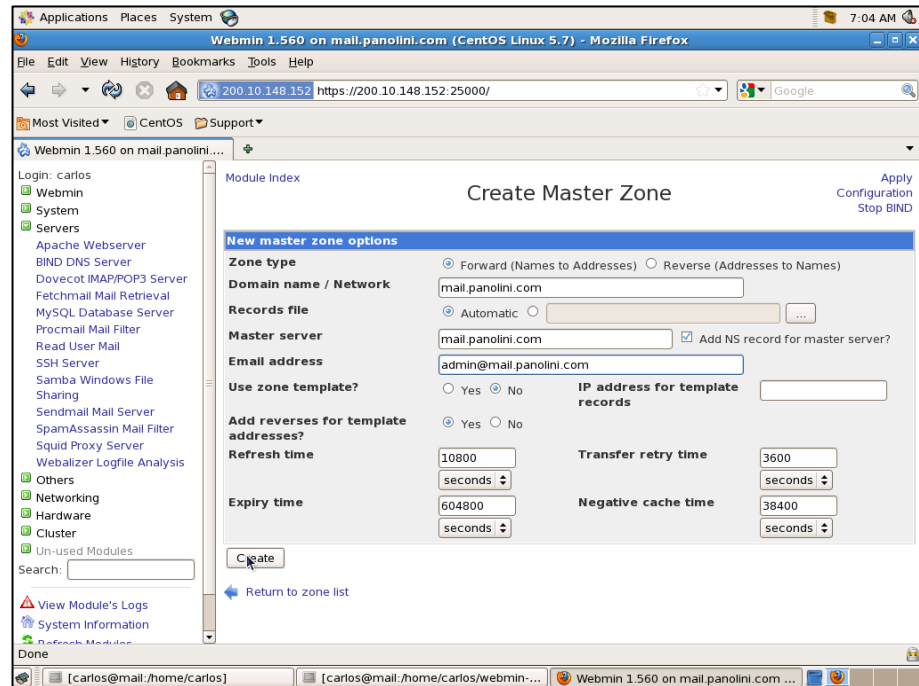 Applications Places System
7:04 AM
Webmin 1.560 on mail.panolini.com (CentOS Linux 5.7) - Mozilla Firefox
File Edit View History Bookmarks Tools Help
200.10.148.152 https://200.10.148.152:25000/
Google
Most Visited CentOS Support
Webmin 1.560 on mail.panolini....
Login: carlos
Webmin
System
Servers
Apache Webserver
BIND DNS Server
Dovecot IMAP/POP3 Server
Fetchmail Mail Retrieval
MySQL Database Server
Procmail Mail Filter
Read User Mail
SSH Server
Samba Windows File
Sharing
Sendmail Mail Server
SpamAssassin Mail Filter
Squid Proxy Server
Webalizer Logfile Analysis
Others
Networking
Hardware
Cluster
Un-used Modules
Search:
View Module's Logs
System Information
Refresh Modules
Module Index
Create Master Zone
Apply
Configuration
Stop BIND
New master zone options
Zone type Forward (Names to Addresses) Reverse (Addresses to Names)
Domain name / Network mail.panolini.com
Records file Automatic ...
Master server mail.panolini.com Add NS record for master server?
Email address admin@mail.panolini.com
Use zone template? Yes No IP address for template
records
Add reverses for template
addresses? Yes No
Refresh time 10800 Transfer retry time 3600
seconds seconds
Expiry time 604800 Negative cache time 38400
seconds seconds
Create
Return to zone list
Done
[carlos@mail:/home/carlos] [carlos@mail:/home/carlos/webmin-... Webmin 1.560 on mail.panolini.com ...